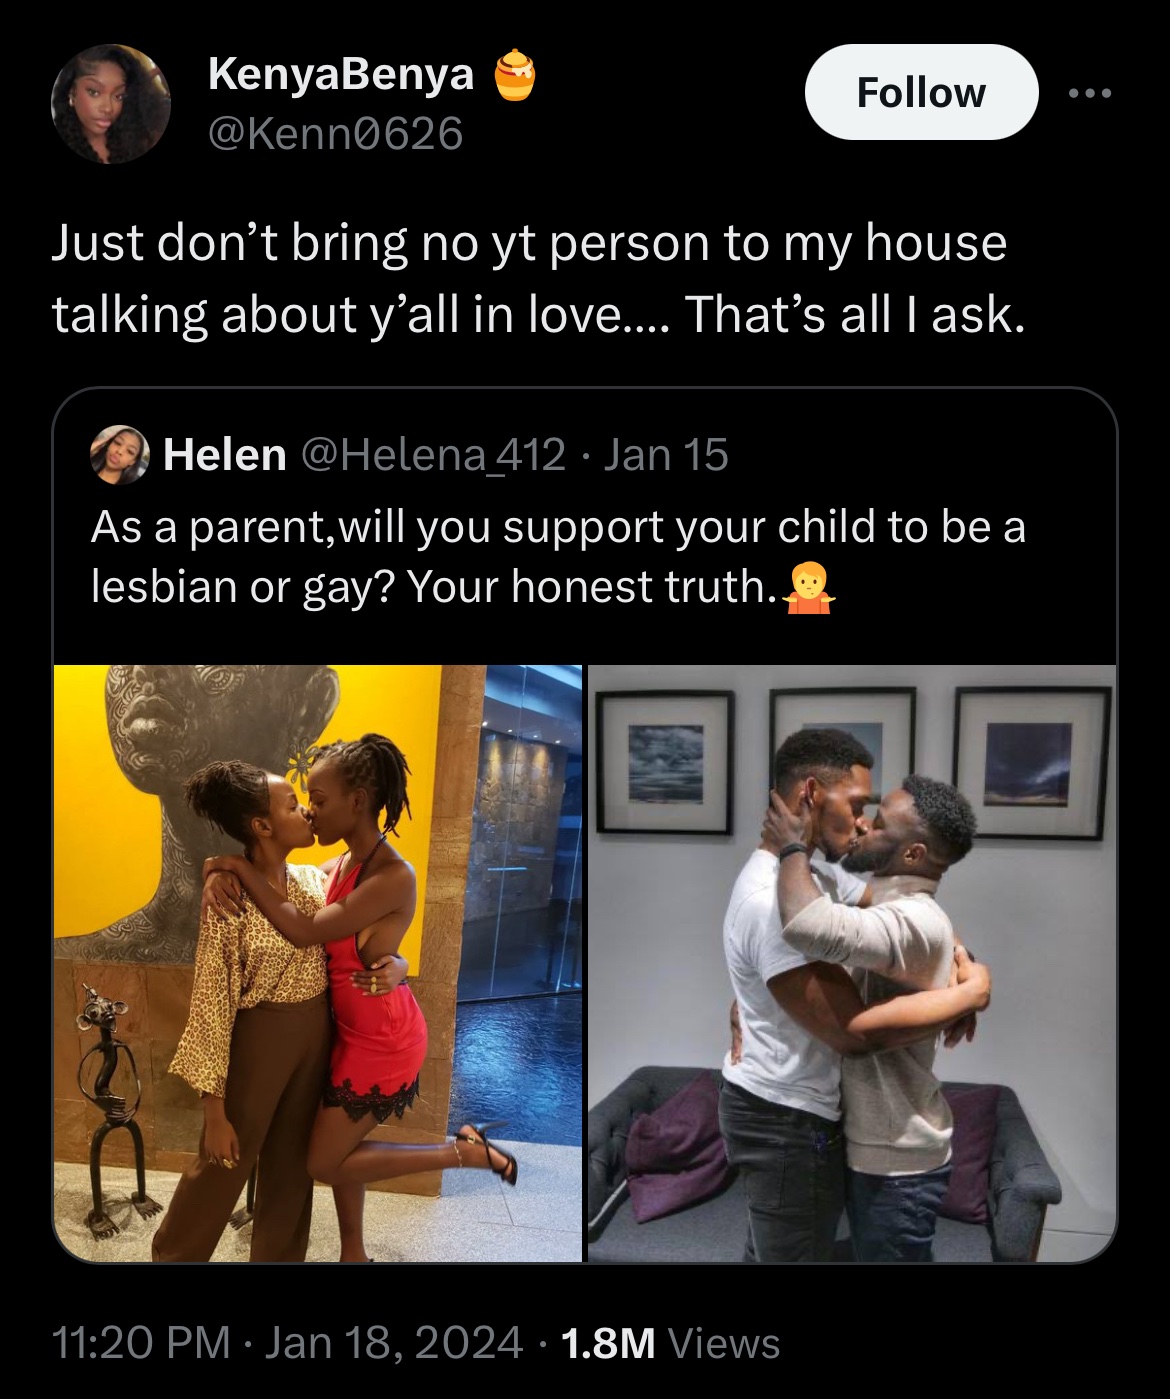 KenyaBenya 🍯
@Kenn0626
Follow
Just don’t bring no yt person to my house
talking about y’all in love.... That’s all I ask.
Helen @Helena_412 · Jan 15
As a parent,will you support your child to be a
lesbian or gay? Your honest truth.🤷
11:20 PM · Jan 18, 2024 · 1.8M Views